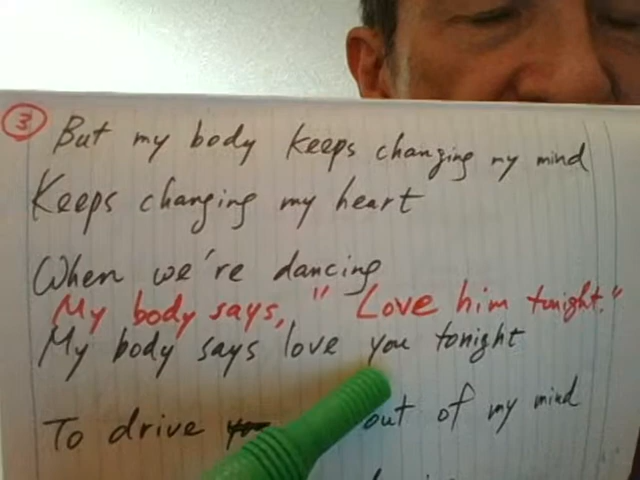 ③ But my body keeps changing my mind
Keeps changing my heart
When we're dancing
My body says, " Love him tonight."
My body says love you tonight
To drive out of my mind